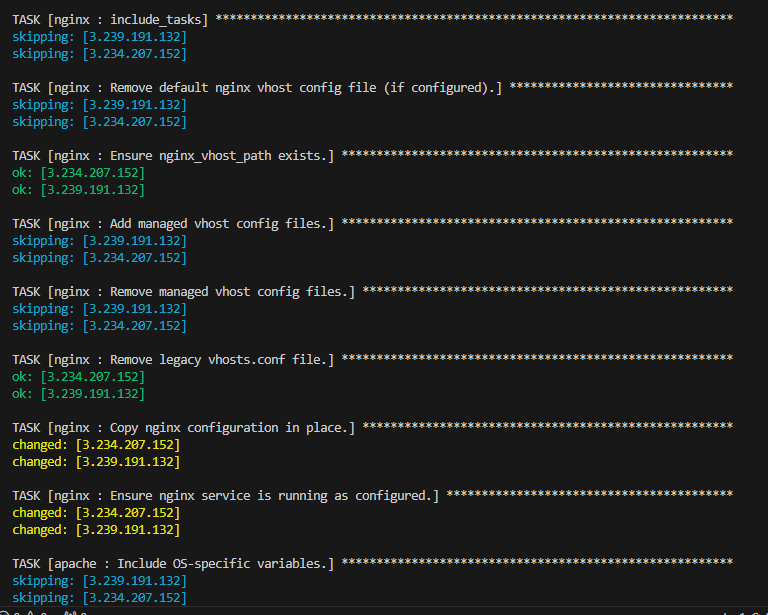 TASK [nginx : include_tasks] **************************************************************************
skipping: [3.239.191.132]
skipping: [3.234.207.152]
TASK [nginx : Remove default nginx vhost config file (if configured).] ********************************
skipping: [3.239.191.132]
skipping: [3.234.207.152]
TASK [nginx : Ensure nginx_vhost_path exists.] ********************************************************
ok: [3.234.207.152]
ok: [3.239.191.132]
TASK [nginx : Add managed vhost config files.] ********************************************************
skipping: [3.239.191.132]
skipping: [3.234.207.152]
TASK [nginx : Remove managed vhost config files.] *****************************************************
skipping: [3.239.191.132]
skipping: [3.234.207.152]
TASK [nginx : Remove legacy vhosts.conf file.] ********************************************************
ok: [3.234.207.152]
ok: [3.239.191.132]
TASK [nginx : Copy nginx configuration in place.] *****************************************************
changed: [3.234.207.152]
changed: [3.239.191.132]
TASK [nginx : Ensure nginx service is running as configured.] *****************************************
changed: [3.234.207.152]
changed: [3.239.191.132]
TASK [apache : Include OS-specific variables.] ********************************************************
skipping: [3.239.191.132]
skipping: [3.234.207.152]